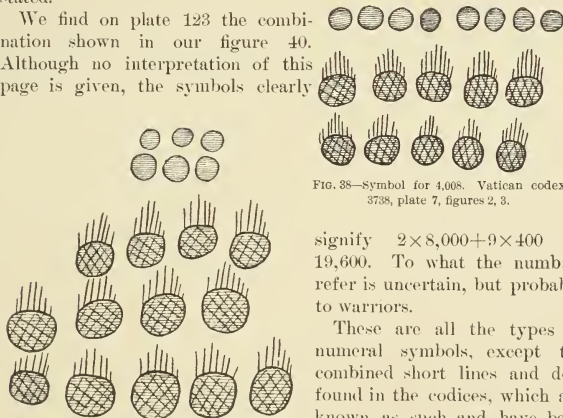 We find on plate 123 the combi-
nation shown in our figure 40.
Although no interpretation of this
page is given, the symbols clearly
FIG. 38—Symbol for 4,008. Vatican codex
3738, plate 7, figures 2, 3.
signify 2×8,000+9×400
19,600. To what the numb
refer is uncertain, but probab
to warriors.
These are all the types
numeral symbols, except t
combined short lines and d
found in the codices, which a
known as such and have be